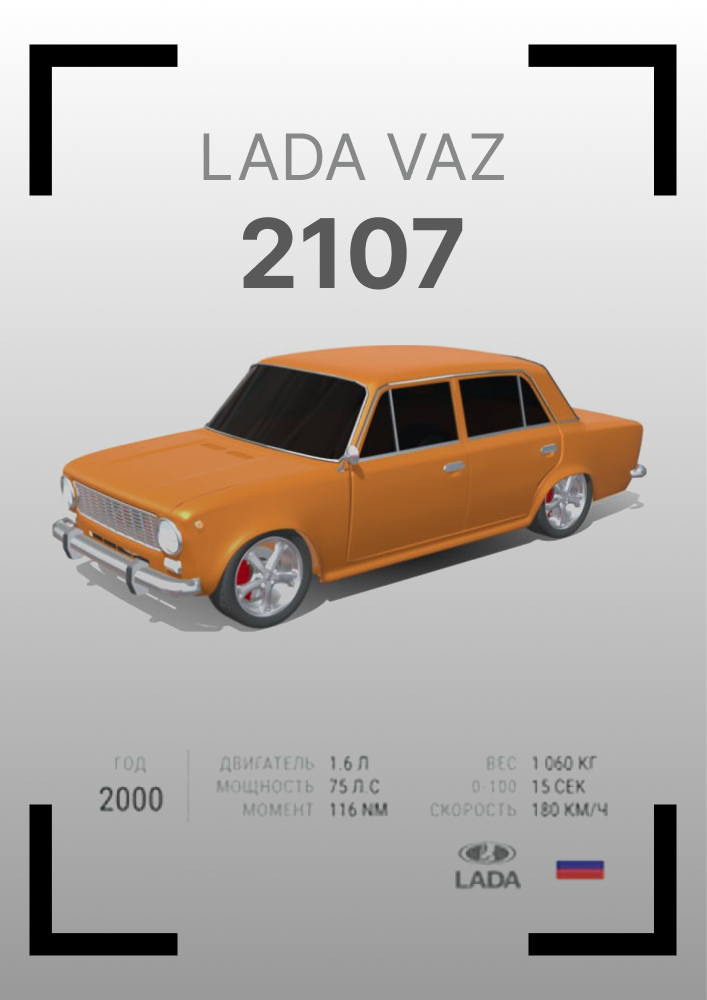 LADA VAZ
2107
ГОД
2000
ДВИГАТЕЛЬ 1.6 Л
МОЩНОСТЬ 75 Л.С
МОМЕНТ 116 NM
ВЕС 1 060 КГ
0-100 15 СЕК
СКОРОСТЬ 180 КМ/Ч
LADA